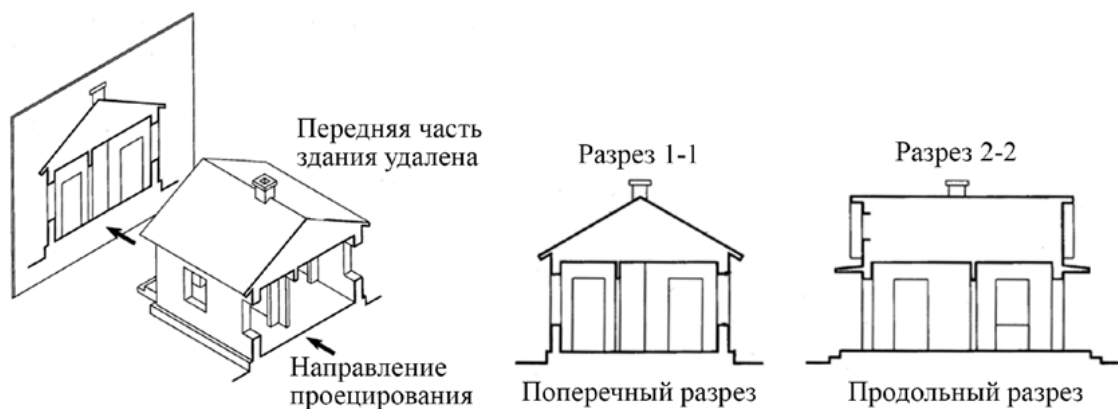 Передняя часть
здания удалена
Направление
проецирования
Разрез 1-1
Поперечный разрез
Разрез 2-2
Продольный разрез